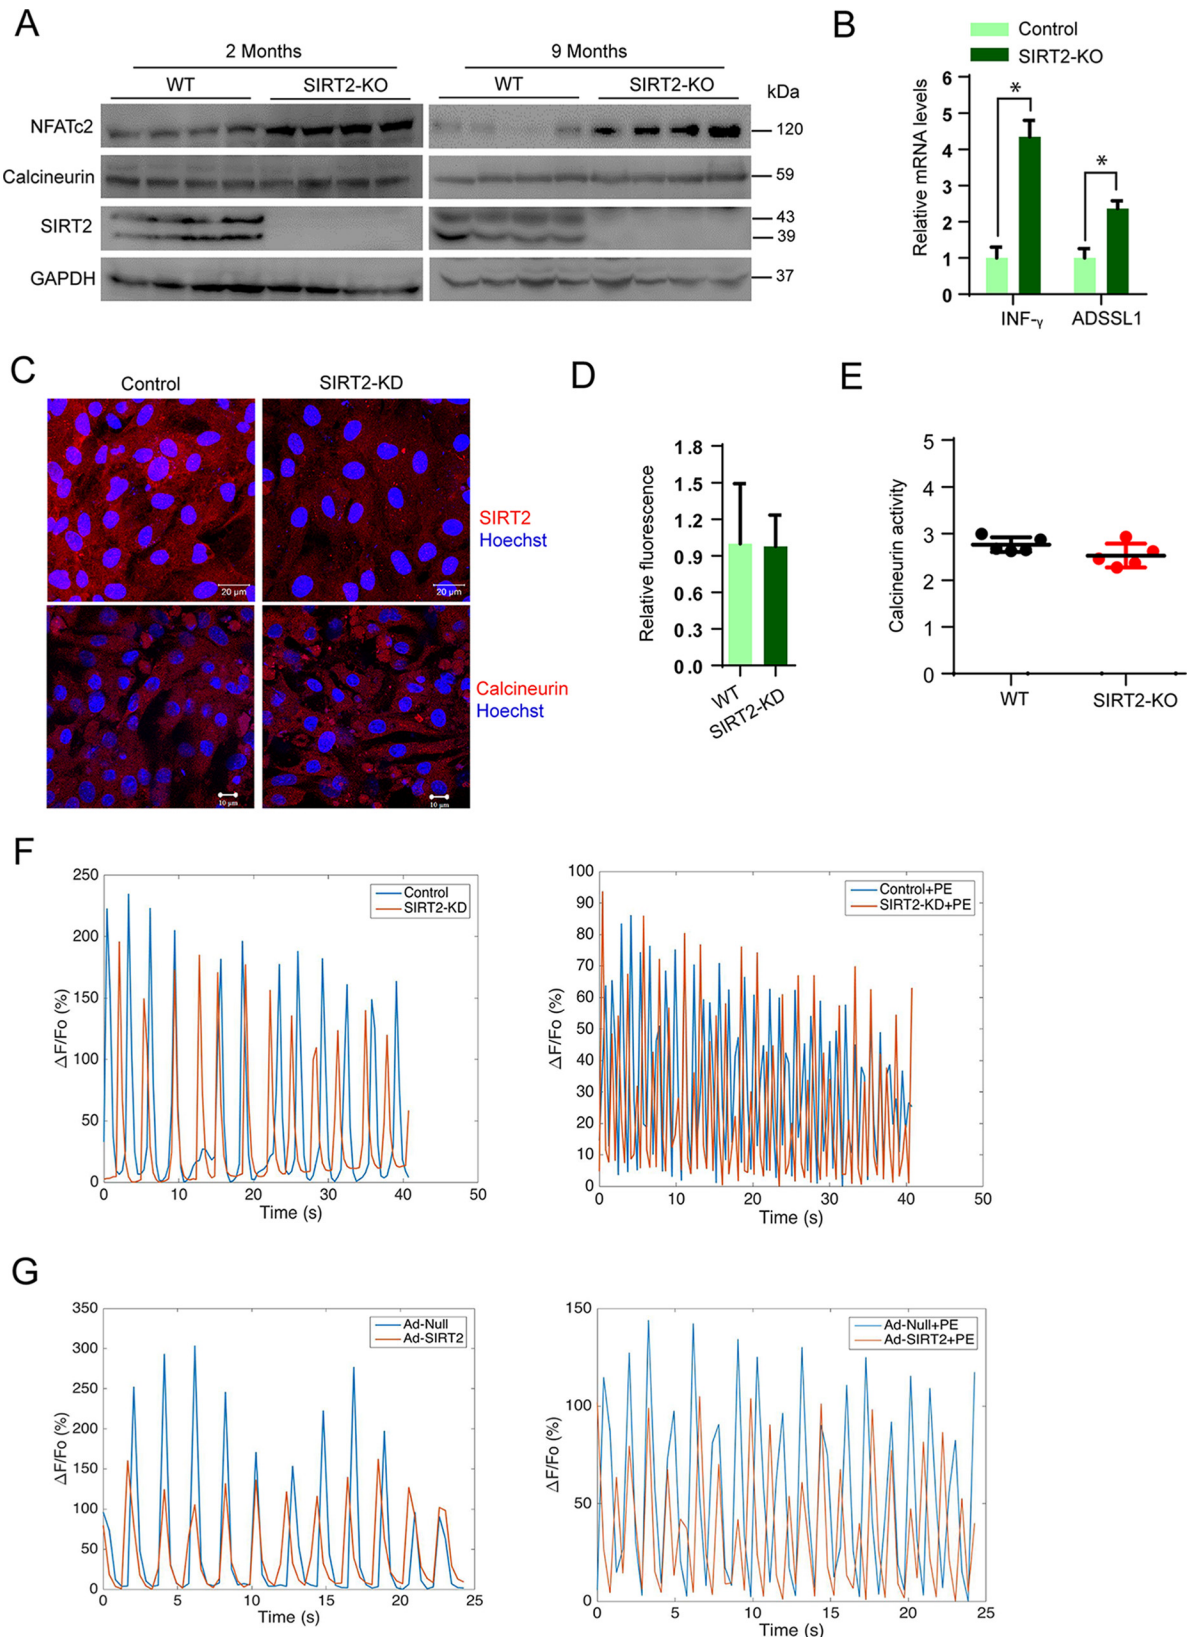 A
2 Months
9 Months
WT
SIRT2-KO
WT
SIRT2-KO
kDa
NFATc2
120
Calcineurin
59
SIRT2
43
39
GAPDH
37
B
Control
SIRT2-KO
Relative mRNA levels
6
5
4
3
2
1
0
*
*
INF-γ
ADSSL1
C
Control
SIRT2-KD
SIRT2
Hoechst
20 µm
20 µm
Calcineurin
Hoechst
10 µm
10 µm
D
Relative fluorescence
1.8
1.5
1.2
0.9
0.6
0.3
0.0
WT
SIRT2-KD
E
Calcineurin activity
5
4
3
2
1
0
WT
SIRT2-KO
F
ΔF/Fo (%)
250
200
150
100
50
0
0 10 20 30 40 50
Time (s)
Control
SIRT2-KD
ΔF/Fo (%)
100
90
80
70
60
50
40
30
20
10
0
0 10 20 30 40 50
Time (s)
Control+PE
SIRT2-KD+PE
G
ΔF/Fo (%)
350
300
250
200
150
100
50
0
0 5 10 15 20 25
Time (s)
Ad-Null
Ad-SIRT2
ΔF/Fo (%)
150
100
50
0
0 5 10 15 20 25
Time (s)
Ad-Null+PE
Ad-SIRT2+PE